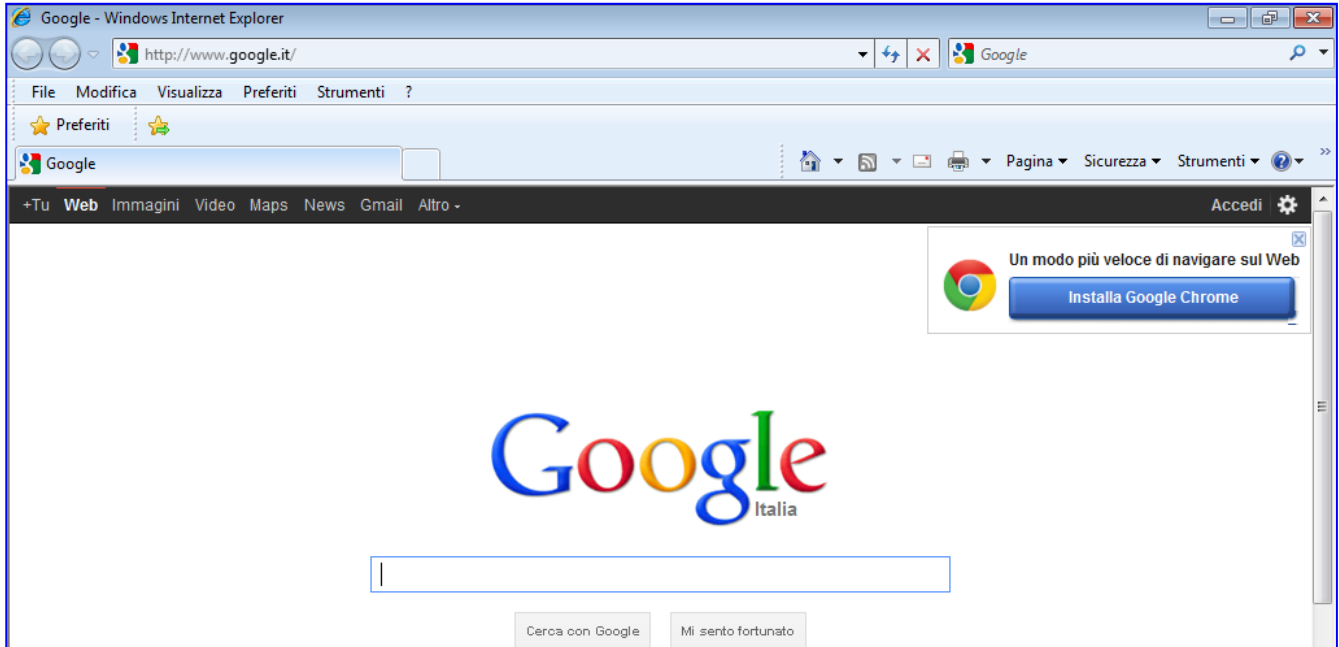 Google - Windows Internet Explorer
http://www.google.it/
Google
File Modifica Visualizza Preferiti Strumenti ?
Preferiti
Google
Pagina Sicurezza Strumenti
+Tu Web Immagini Video Maps News Gmail Altro
Accedi
Un modo più veloce di navigare sul Web
Installa Google Chrome
Google
Italia
Cerca con Google
Mi sento fortunato